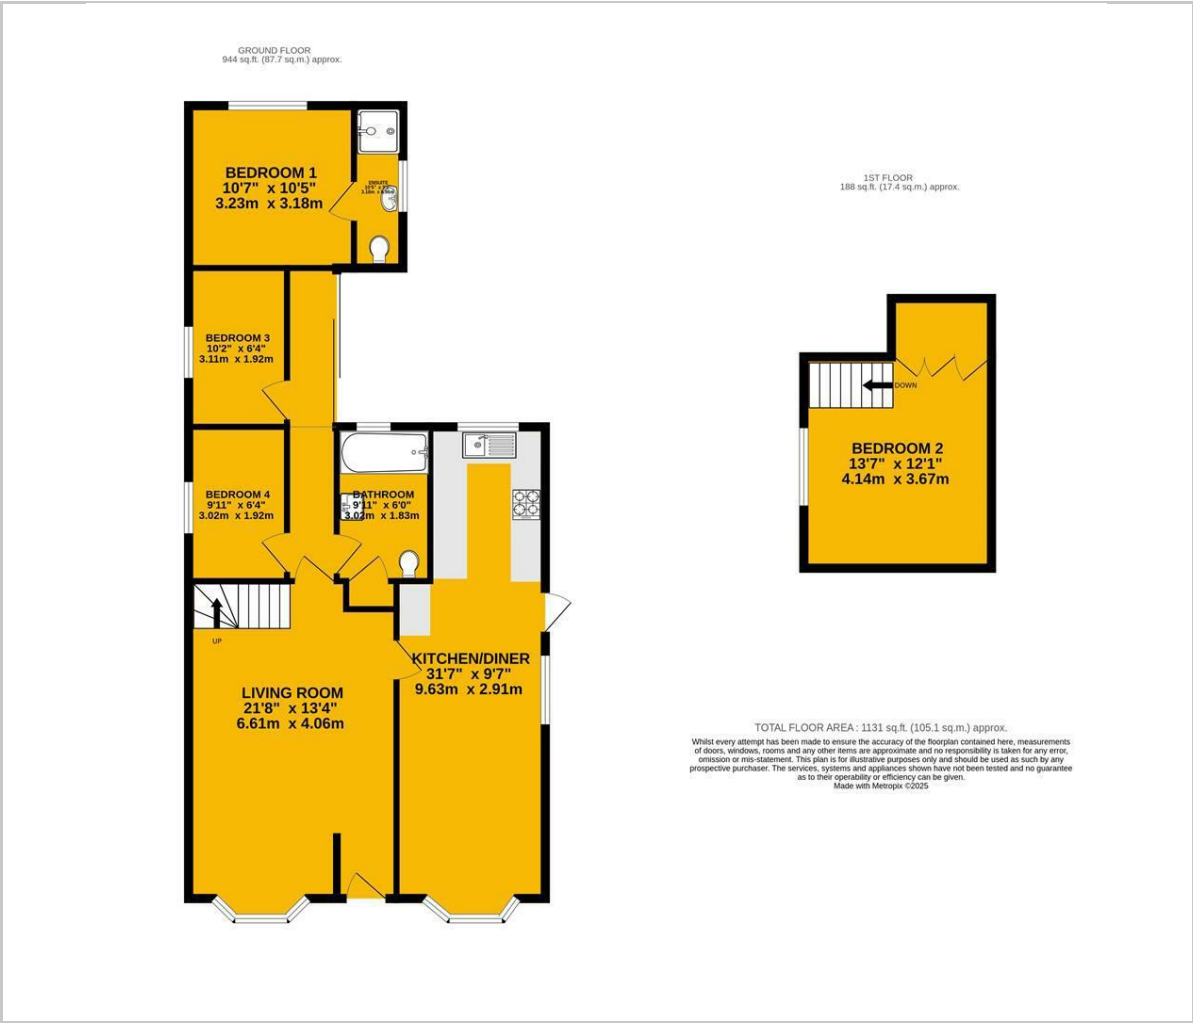 GROUND FLOOR
944 sq.ft. (87.7 sq.m.) approx.
BEDROOM 1
10'7" x 10'5"
3.23m x 3.18m
ENSUITE
BEDROOM 3
10'2" x 6'4"
3.11m x 1.92m
BEDROOM 4
9'11" x 6'4"
3.02m x 1.92m
BATHROOM
9'11" x 6'0"
3.02m x 1.83m
UP
KITCHEN/DINER
31'7" x 9'7"
9.63m x 2.91m
LIVING ROOM
21'8" x 13'4"
6.61m x 4.06m
1ST FLOOR
188 sq.ft. (17.4 sq.m.) approx.
DOWN
BEDROOM 2
13'7" x 12'1"
4.14m x 3.67m
TOTAL FLOOR AREA : 1131 sq.ft. (105.1 sq.m.) approx.
Whilst every attempt has been made to ensure the accuracy of the floorplan contained here, measurements
of doors, windows, rooms and any other items are approximate and no responsibility is taken for any error,
omission or mis-statement. This plan is for illustrative purposes only and should be used as such by any
prospective purchaser. The services, systems and appliances shown have not been tested and no guarantee
as to their operability or efficiency can be given.
Made with Metropix ©2025